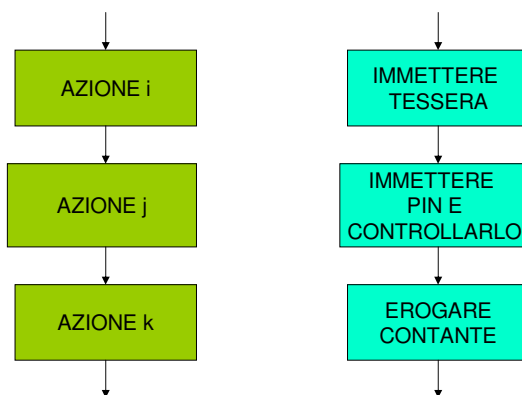 AZIONE i
AZIONE j
AZIONE k
IMMETTERE
TESSERA
IMMETTERE
PIN E
CONTROLLARLO
EROGARE
CONTANTE